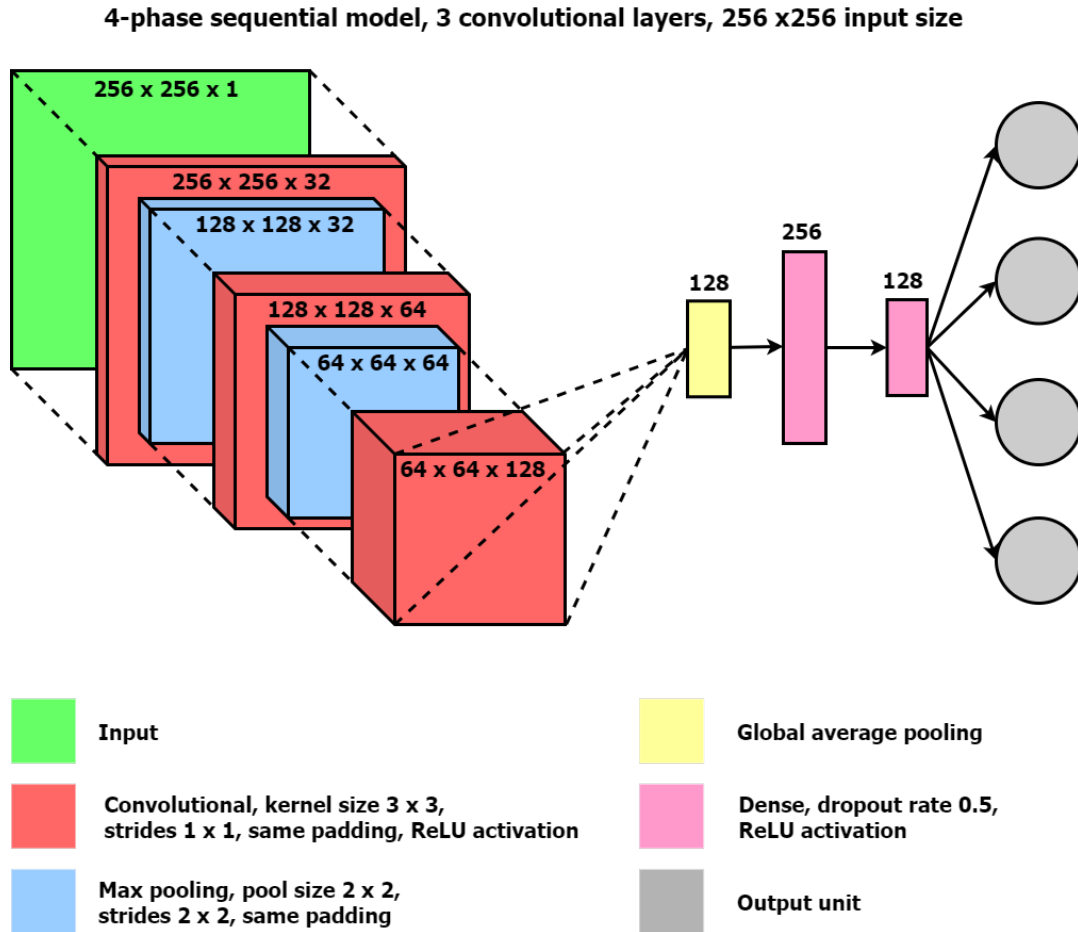 4-phase sequential model, 3 convolutional layers, 256 x256 input size
256 x 256 x 1
256 x 256 x 32
128 x 128 x 32
128 x 128 x 64
64 x 64 x 64
64 x 64 x 128
128
256
128
Input
Convolutional, kernel size 3 x 3,
strides 1 x 1, same padding, ReLU activation
Max pooling, pool size 2 x 2,
strides 2 x 2, same padding
Global average pooling
Dense, dropout rate 0.5,
ReLU activation
Output unit